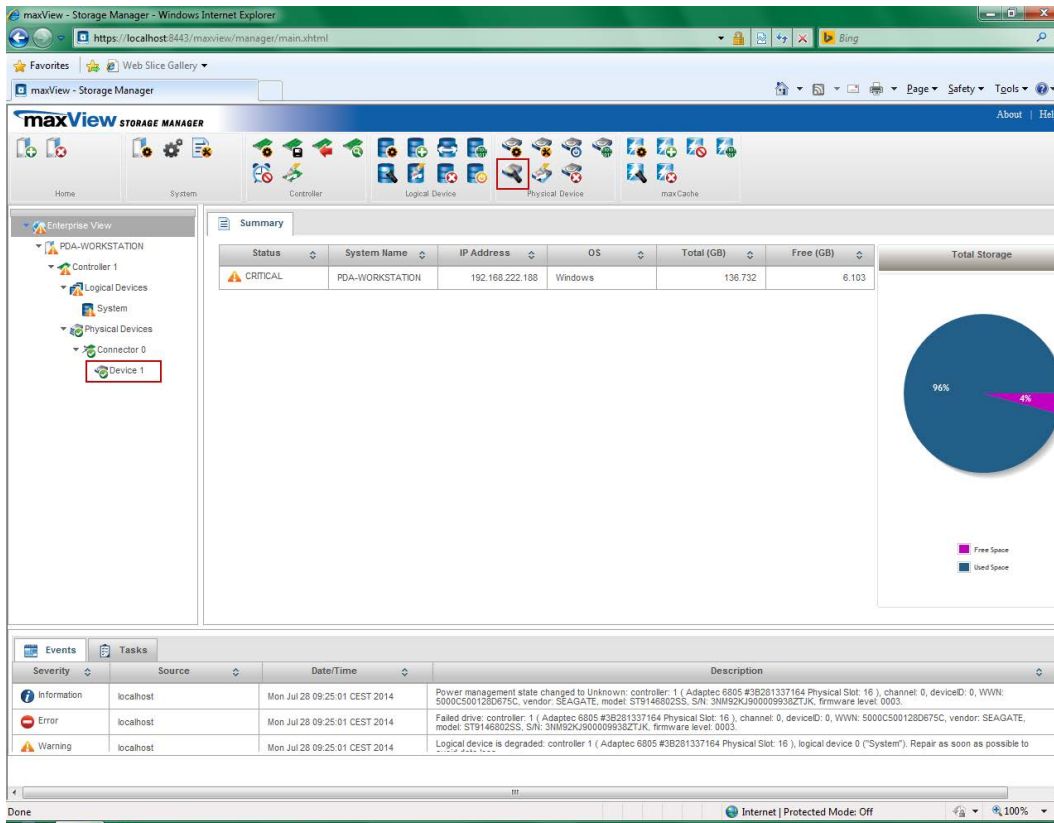 maxView - Storage Manager - Windows Internet Explorer
https://localhost:8443/maxview/manager/main.xhtml
Bing
Favorites Web Slice Gallery
maxView - Storage Manager
Page Safety Tools
maxView STORAGE MANAGER
About | Hel
Home System Controller Logical Device Physical Device maxCache
Enterprise View
PDA-WORKSTATION
Controller 1
Logical Devices
System
Physical Devices
Connector 0
Device 1
Summary
Status System Name IP Address OS Total (GB) Free (GB)
CRITICAL PDA-WORKSTATION 192.168.222.188 Windows 136.732 6.103
Total Storage
96%
4%
Free Space
Used Space
Events Tasks
Severity Source Date/Time Description
Information localhost Mon Jul 28 09:25:01 CEST 2014 Power management state changed to Unknown: controller: 1 ( Adaptec 6805 #3B281337164 Physical Slot: 16 ), channel: 0, deviceID: 0, WWN:
5000C500128D675C, vendor: SEAGATE, model: ST9146802SS, S/N: 3NM92KJ900009938ZTJK, firmware level: 0003.
Error localhost Mon Jul 28 09:25:01 CEST 2014 Failed drive: controller: 1 ( Adaptec 6805 #3B281337164 Physical Slot: 16 ), channel: 0, deviceID: 0, WWN: 5000C500128D675C, vendor: SEAGATE,
model: ST9146802SS, S/N: 3NM92KJ900009938ZTJK, firmware level: 0003.
Warning localhost Mon Jul 28 09:25:01 CEST 2014 Logical device is degraded: controller 1 ( Adaptec 6805 #3B281337164 Physical Slot: 16 ), logical device 0 ("System"). Repair as soon as possible to
Done
Internet | Protected Mode: Off
100%